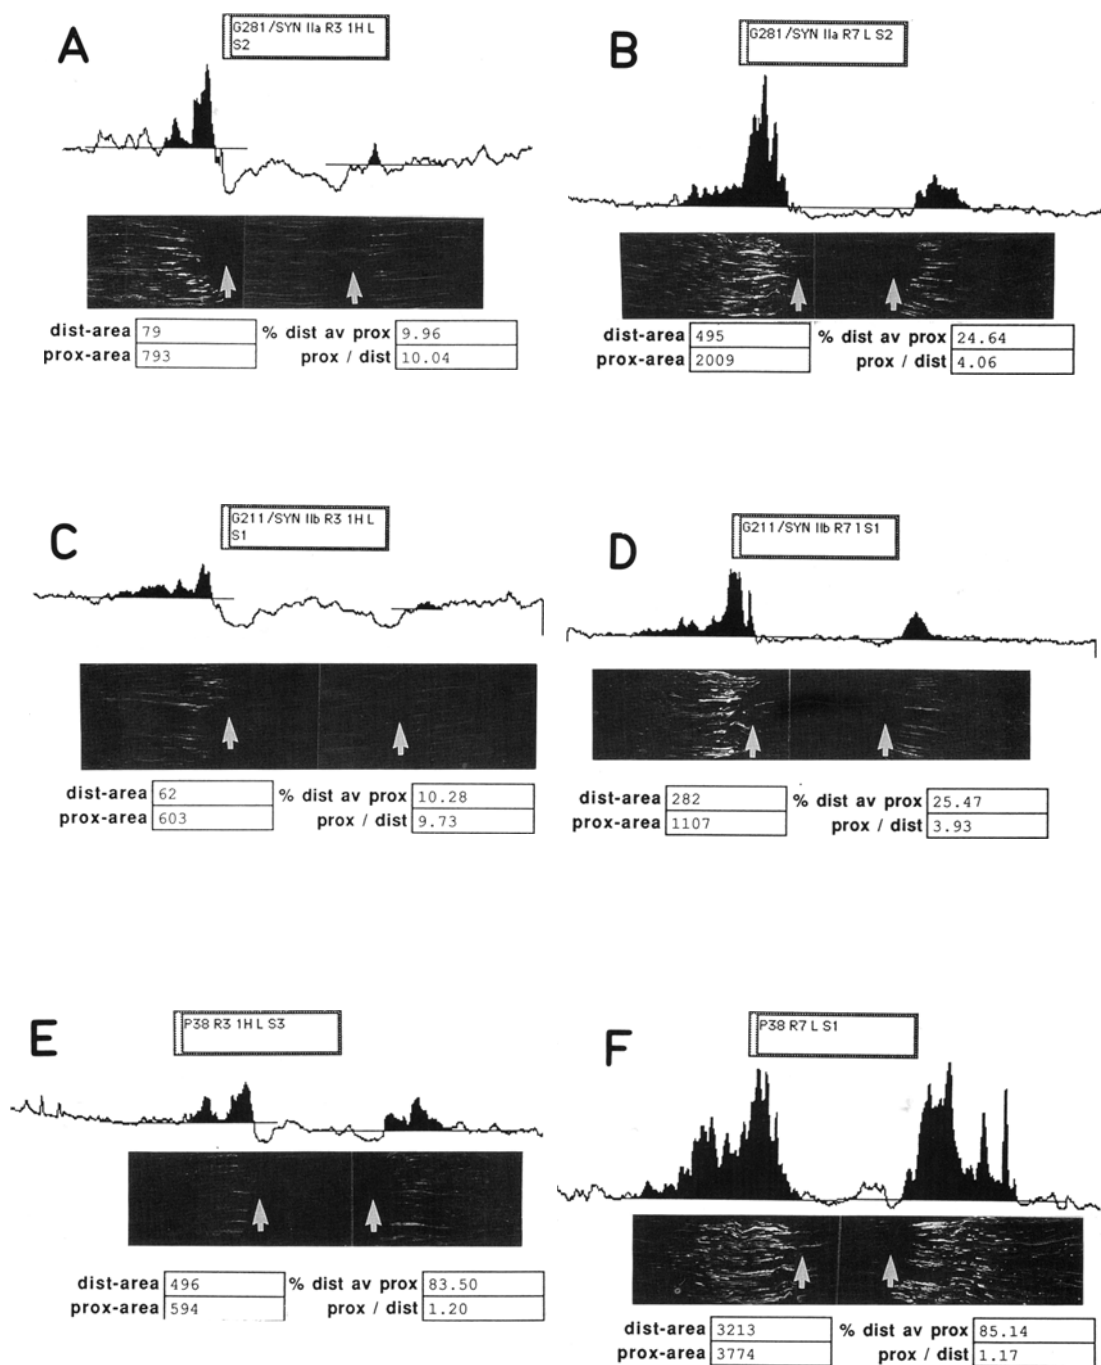 A
G281/SYN IIa R3 1H L
S2
dist-area 79 % dist av prox 9.96
prox-area 793 prox / dist 10.04
B
G281/SYN IIa R7 L S2
dist-area 495 % dist av prox 24.64
prox-area 2009 prox / dist 4.06
C
G211/SYN IIb R3 1H L
S1
dist-area 62 % dist av prox 10.28
prox-area 603 prox / dist 9.73
D
G211/SYN IIb R7 l S1
dist-area 282 % dist av prox 25.47
prox-area 1107 prox / dist 3.93
E
P38 R3 1H L S3
dist-area 496 % dist av prox 83.50
prox-area 594 prox / dist 1.20
F
P38 R7 L S1
dist-area 3213 % dist av prox 85.14
prox-area 3774 prox / dist 1.17